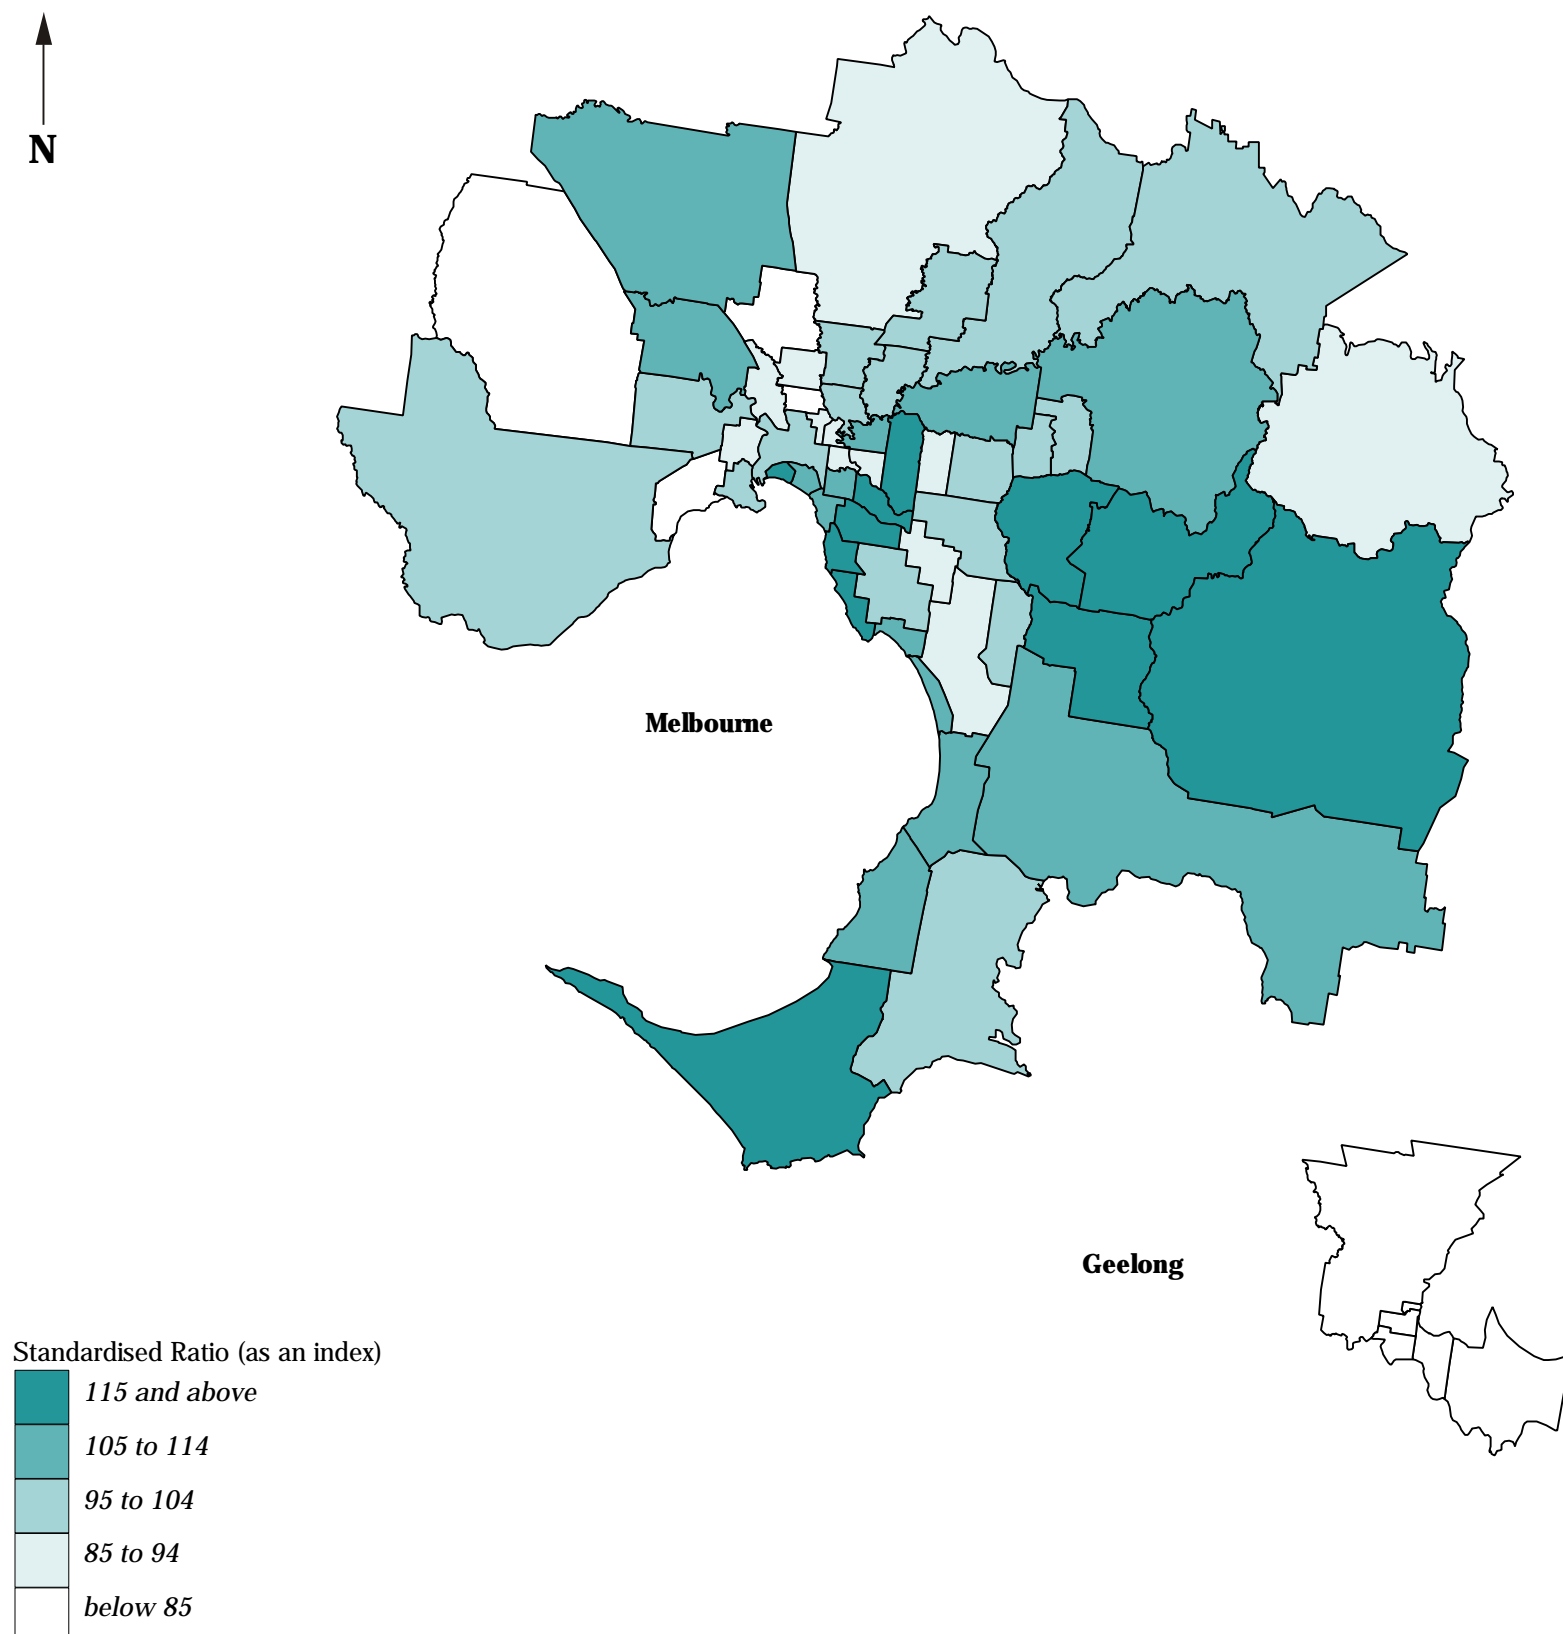 N
Melbourne
Geelong
Standardised Ratio (as an index)
115 and above
105 to 114
95 to 104
85 to 94
below 85